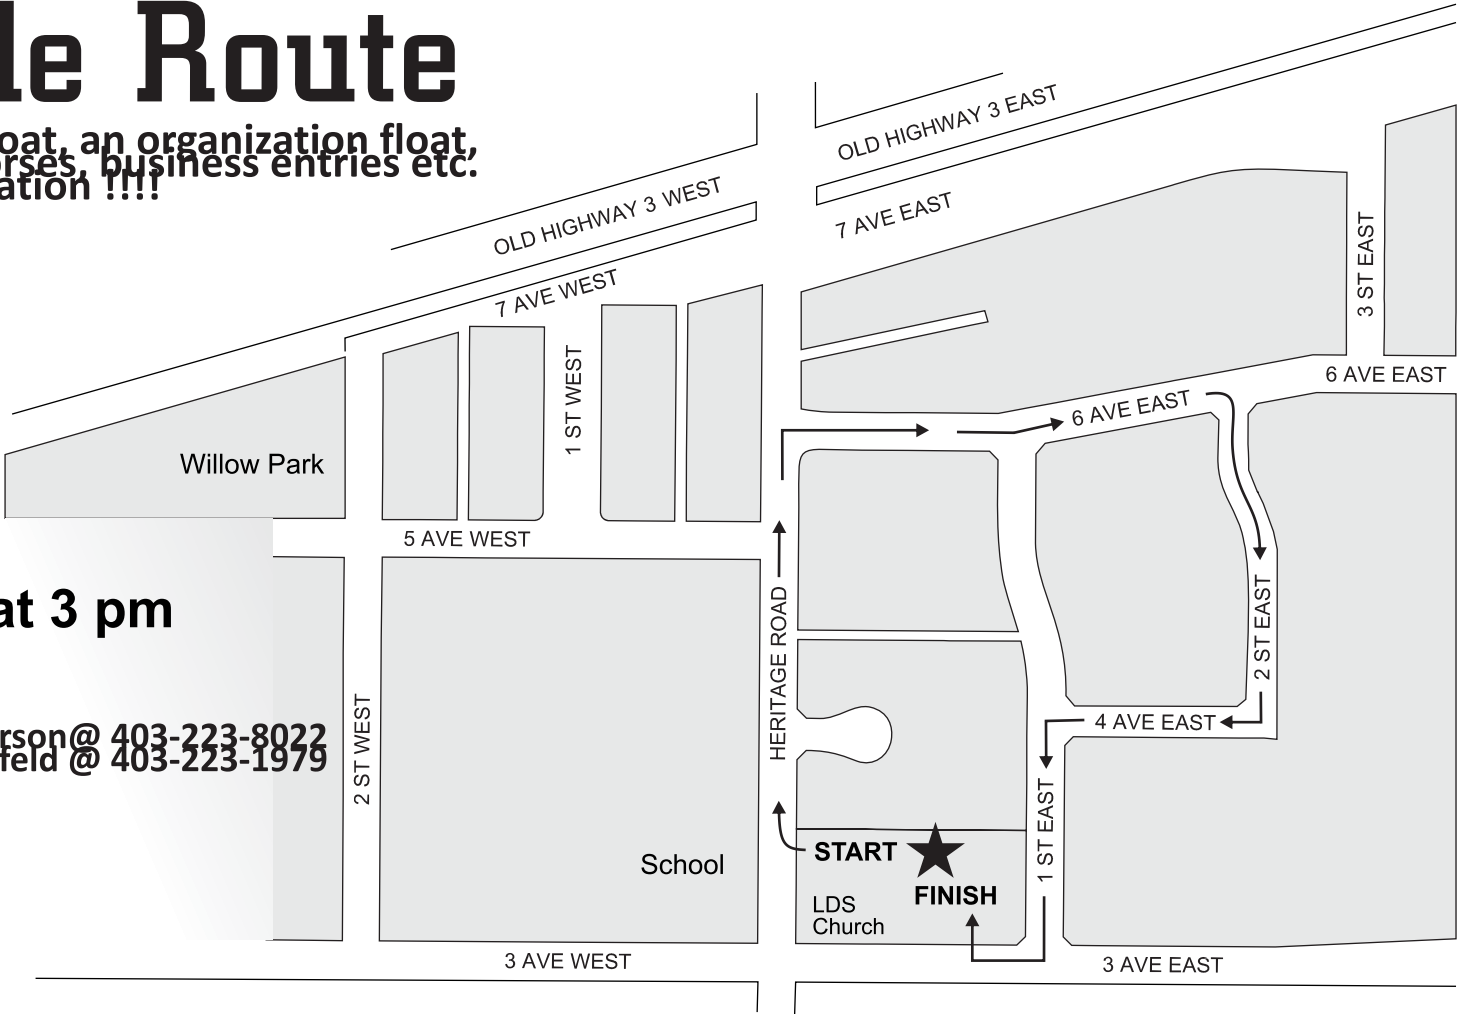 le Route
oat, an organization float,
orses, business entries etc.
ation !!!!
OLD HIGHWAY 3 EAST
OLD HIGHWAY 3 WEST
7 AVE EAST
7 AVE WEST
3 ST EAST
1 ST WEST
6 AVE EAST
6 AVE EAST
Willow Park
5 AVE WEST
at 3 pm
HERITAGE ROAD
2 ST EAST
rson@ 403-223-8022
feld @ 403-223-1979
2 ST WEST
4 AVE EAST
1 ST EAST
School
START
FINISH
LDS
Church
3 AVE WEST
3 AVE EAST